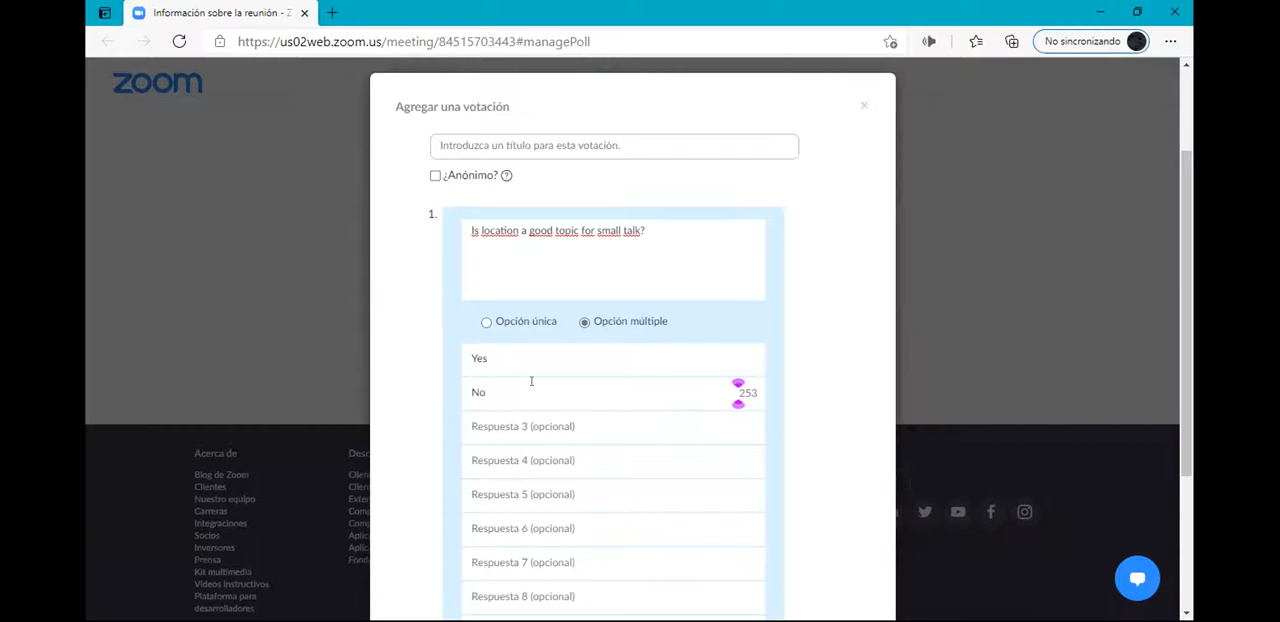 Información sobre la reunión - Z
https://us02web.zoom.us/meeting/84515703443#managePoll
No sincronizando
zoom
Agregar una votación
Introduzca un título para esta votación.
¿Anónimo?
1.
Is location a good topic for small talk?
Opción única
Opción múltiple
Yes
No
253
Respuesta 3 (opcional)
Respuesta 4 (opcional)
Respuesta 5 (opcional)
Respuesta 6 (opcional)
Respuesta 7 (opcional)
Respuesta 8 (opcional)
Acerca de
Blog de Zoom
Clientes
Nuestro equipo
Carreras
Integraciones
Socios
Inversores
Prensa
Kit multimedia
Videos instructivos
Plataforma para
desarrolladores